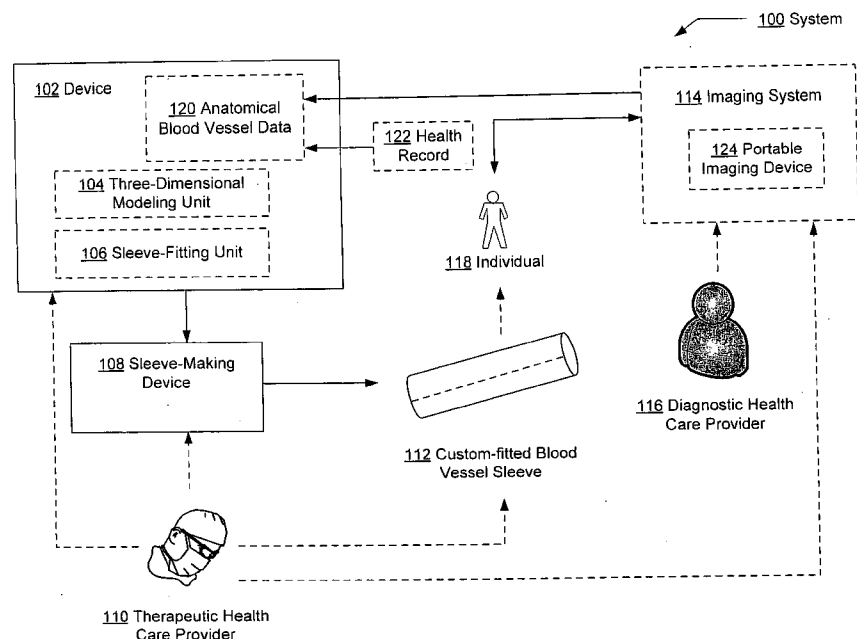 100 System
102 Device
120 Anatomical
Blood Vessel Data
114 Imaging System
122 Health
Record
124 Portable
Imaging Device
104 Three-Dimensional
Modeling Unit
106 Sleeve-Fitting Unit
118 Individual
108 Sleeve-Making
Device
116 Diagnostic Health
Care Provider
112 Custom-fitted Blood
Vessel Sleeve
110 Therapeutic Health
Care Provider